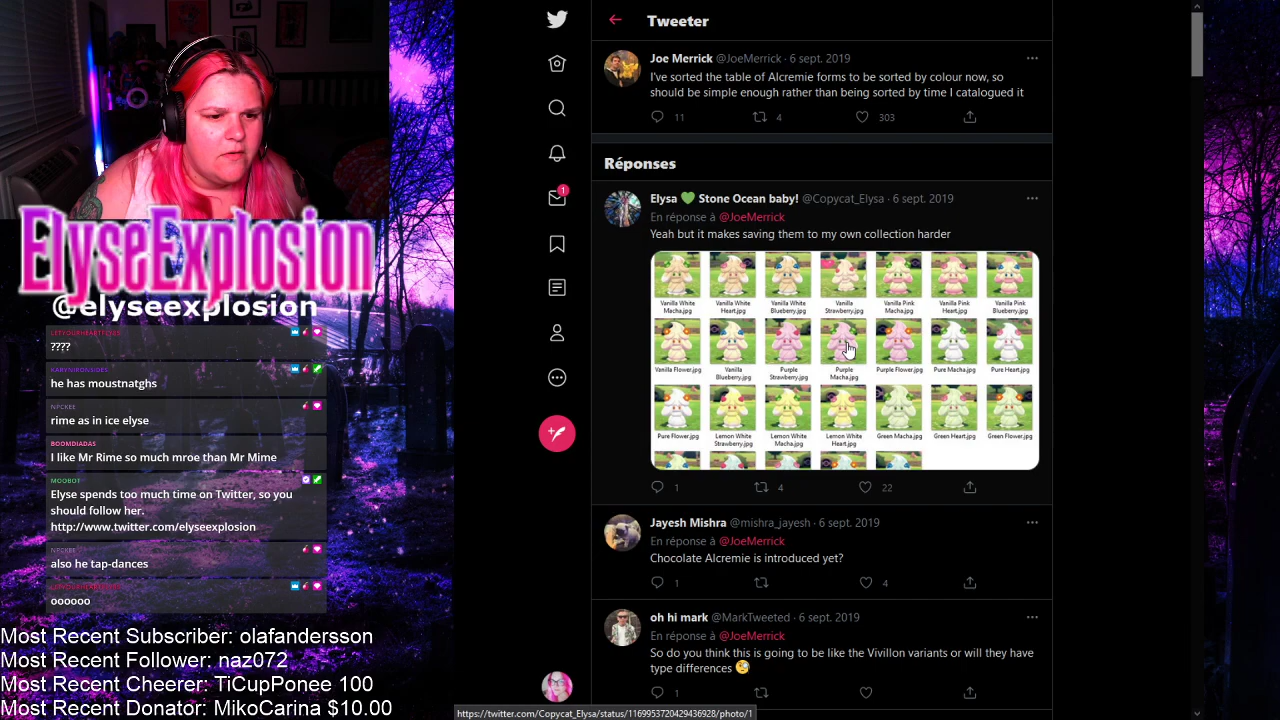 ElyseExplosion
@elyseexplosion
LETYOURHEARTFEELS
????
KARYNIRONSIDES
he has moustnalghs
NPCKEE
rime as in ice elyse
BOOMDIADAS
I like Mr Rime so much mroe than Mr Mime
MOOBOT
Elyse spends too much time on Twitter, so you
should follow her.
http://www.twitter.com/elyseexplosion
NPCKEE
also he tap-dances
oooooo
Most Recent Subscriber: olafandersson
Most Recent Follower: naz072
Most Recent Cheerer: TiCupPonee 100
Most Recent Donator: MikoCarina $10.00
1
Tweeter
Joe Merrick @JoeMerrick · 6 sept. 2019
I've sorted the table of Alcremie forms to be sorted by colour now, so
should be simple enough rather than being sorted by time I catalogued it
11 4 303
Réponses
Elysa 💚 Stone Ocean baby! @Copycat_Elysa · 6 sept. 2019
En réponse à @JoeMerrick
Yeah but it makes saving them to my own collection harder
Vanilla White Macha.jpg
Vanilla White Heart.jpg
Vanilla White Blueberry.jpg
Vanilla Strawberry.jpg
Vanilla Pink Macha.jpg
Vanilla Pink Heart.jpg
Vanilla Pink Blueberry.jpg
Vanilla Flower.jpg
Vanilla Blueberry.jpg
Purple Strawberry.jpg
Purple Macha.jpg
Purple Flower.jpg
Pure Macha.jpg
Pure Heart.jpg
Pure Flower.jpg
Lemon White Strawberry.jpg
Lemon White Macha.jpg
Lemon White Heart.jpg
Green Macha.jpg
Green Heart.jpg
Green Flower.jpg
1 4 22
Jayesh Mishra @mishra_jayesh · 6 sept. 2019
En réponse à @JoeMerrick
Chocolate Alcremie is introduced yet?
1 4
oh hi mark @MarkTweeted · 6 sept. 2019
En réponse à @JoeMerrick
So do you think this is going to be like the Vivillon variants or will they have
type differences 🧐
1
https://twitter.com/Copycat_Elysa/status/1169953720429436928/photo/1